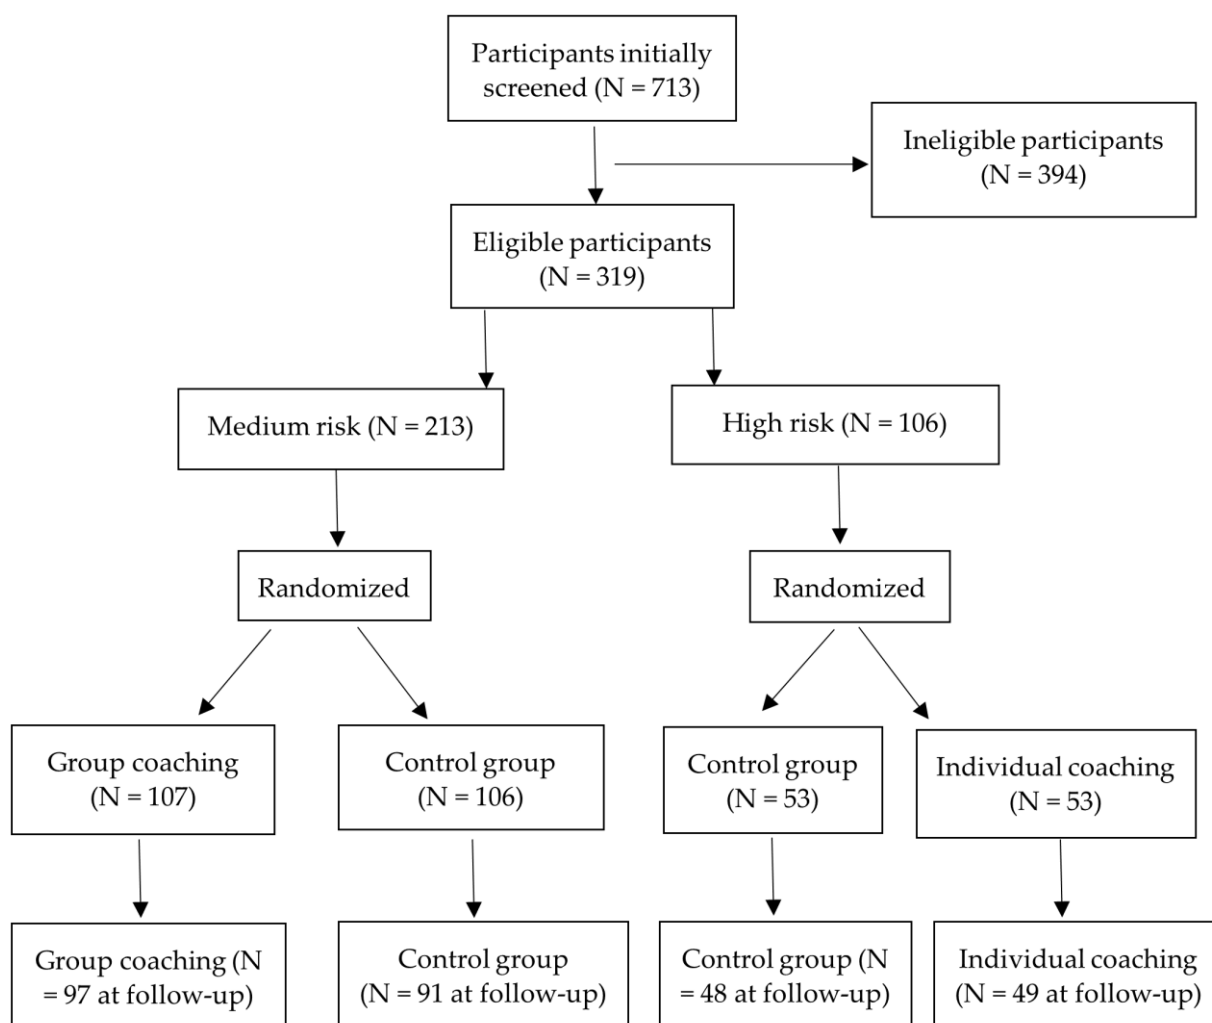 Participants initially
screened (N = 713)
Ineligible participants
(N = 394)
Eligible participants
(N = 319)
Medium risk (N = 213)
High risk (N = 106)
Randomized
Randomized
Group coaching
(N = 107)
Control group
(N = 106)
Control group
(N = 53)
Individual coaching
(N = 53)
Group coaching (N
= 97 at follow-up)
Control group
(N = 91 at follow-up)
Control group (N
= 48 at follow-up)
Individual coaching
(N = 49 at follow-up)